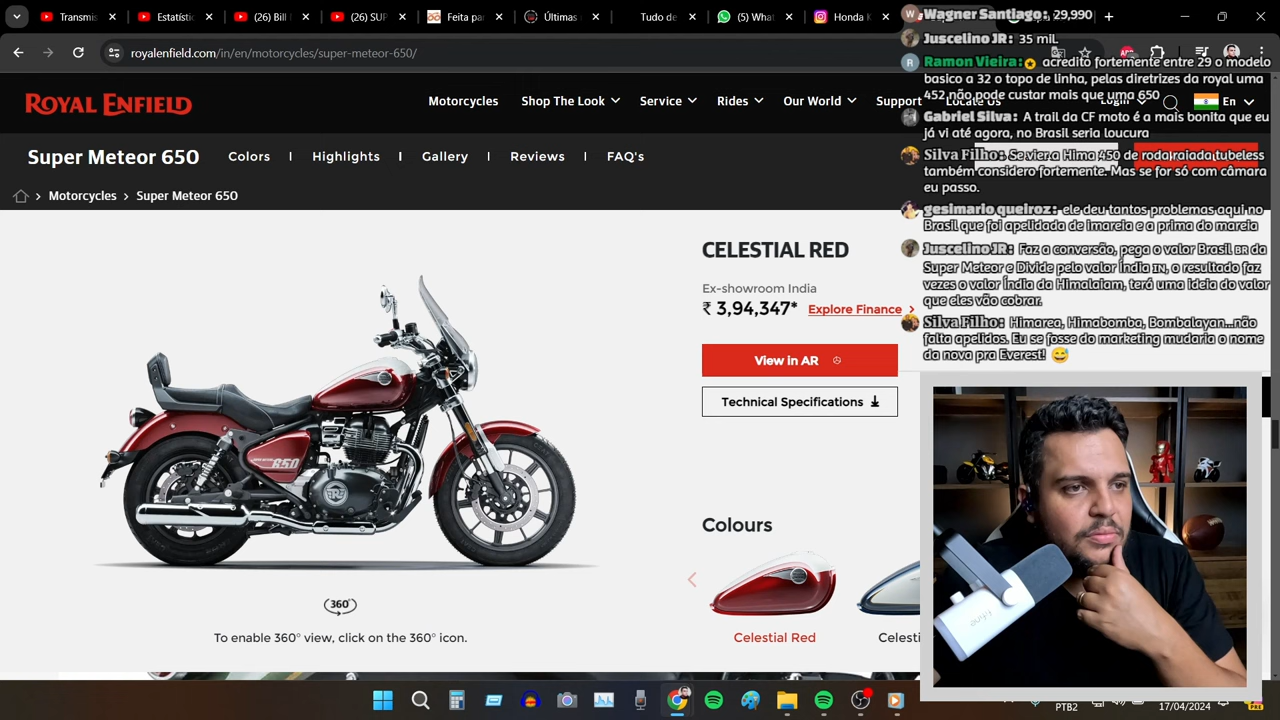 Transmis
Estatísti
(26) Bill
(26) SUP
Feita pa
Últimas
Tudo de
(5) What
Honda K
royalenfield.com/in/en/motorcycles/super-meteor-650/
ROYAL ENFIELD
Motorcycles
Shop The Look
Service
Rides
Our World
Support
Locate Us
Login
En
Super Meteor 650
Colors
Highlights
Gallery
Reviews
FAQ's
Motorcycles
Super Meteor 650
Wagner Santiago: 29,990
Juscelino JR: 35 mil.
Ramon Vieira: acredito fortemente entre 29 o modelo
basico a 32 o topo de linha, pelas diretrizes da royal uma
452 não pode custar mais que uma 650
Gabriel Silva: A trail da CF moto é a mais bonita que eu
já vi até agora, no Brasil seria loucura
Silva Filho: Se vier a Hima 450 de roda raiada tubeless
também considero fortemente. Mas se for só com câmara
eu passo.
gesimario queiroz: ele deu tantos problemas aqui no
Brasil que foi apelidada de imareia e a prima do mareia
Juscelino JR: Faz a conversão, pega o valor Brasil BR da
Super Meteor e Divide pelo valor Índia IN, o resultado faz
vezes o valor Índia da Himalaiam, terá uma ideia do valor
que eles vão cobrar.
Silva Filho: Himarea, Himabomba, Bombalayan...não
falta apelidos. Eu se fosse do marketing mudaria o nome
da nova pra Everest! 😅
CELESTIAL RED
Ex-showroom India
₹ 3,94,347*
Explore Finance
View in AR
Technical Specifications
650
Colours
Celestial Red
Celesti
360°
To enable 360° view, click on the 360° icon.
fifine
PTB2
17/04/2024
PRE